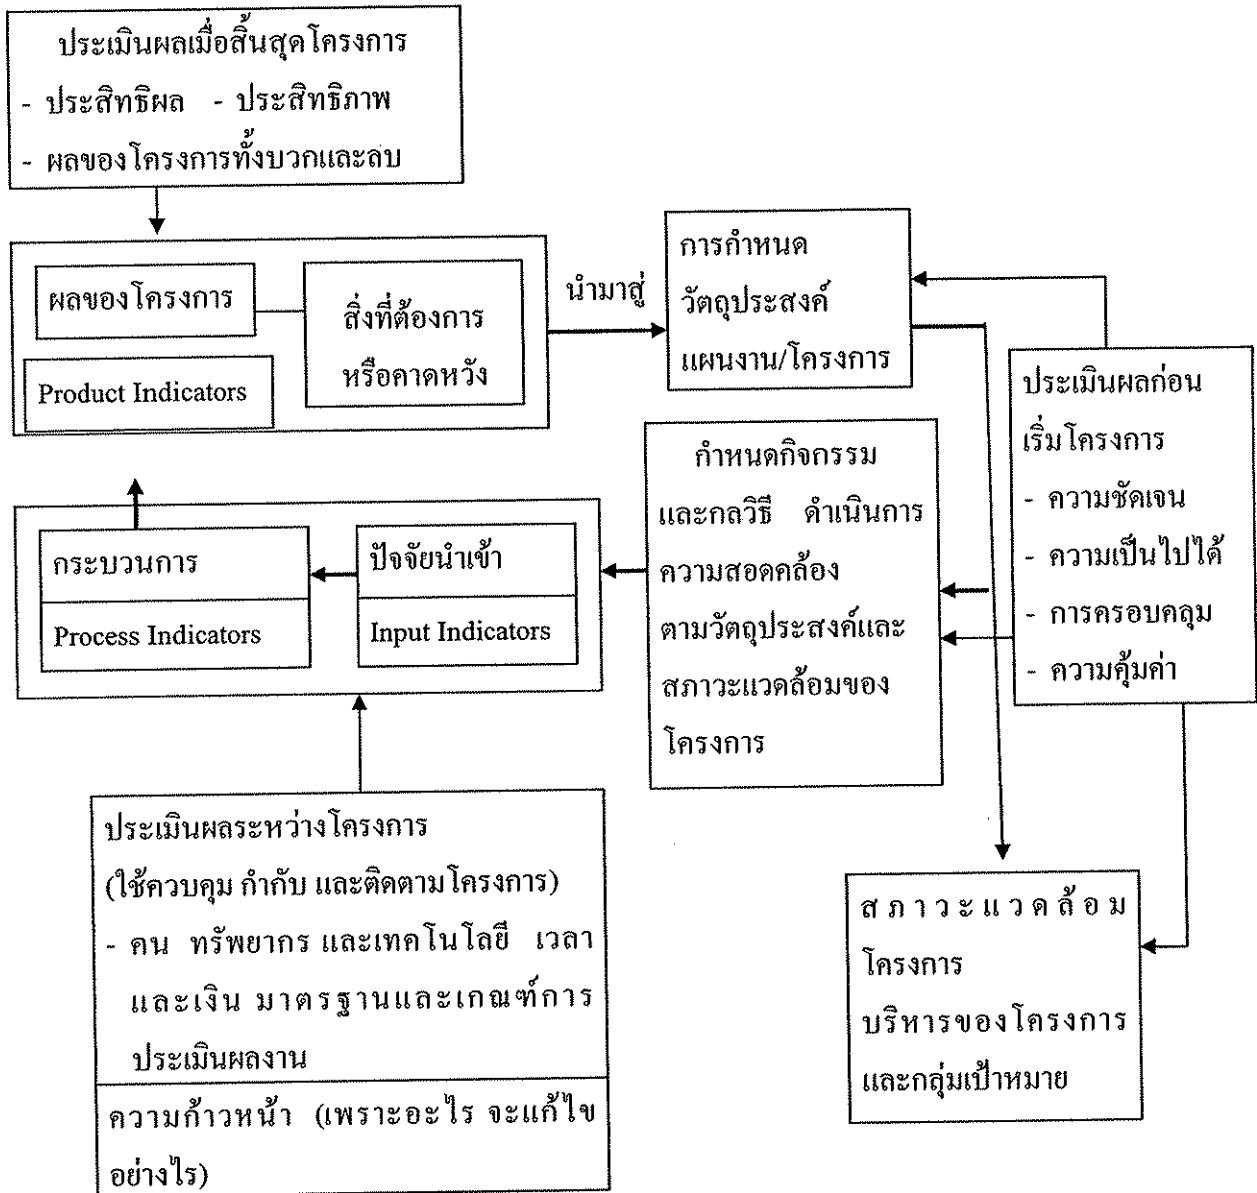 ประเมินผลเมื่อสิ้นสุดโครงการ
- ประสิทธิผล - ประสิทธิภาพ
- ผลของโครงการทั้งบวกและลบ
ผลของโครงการ
Product Indicators
สิ่งที่ต้องการ
หรือคาดหวัง
นำมาสู่
การกำหนด
วัตถุประสงค์
แผนงาน/โครงการ
ประเมินผลก่อน
เริ่มโครงการ
- ความชัดเจน
- ความเป็นไปได้
- การครอบคลุม
- ความคุ้มค่า
กำหนดกิจกรรม
และกลวิธี ดำเนินการ
ความสอดคล้อง
ตามวัตถุประสงค์และ
สภาวะแวดล้อมของ
โครงการ
กระบวนการ
Process Indicators
ปัจจัยนำเข้า
Input Indicators
ประเมินผลระหว่างโครงการ
(ใช้ควบคุม กำกับ และติดตามโครงการ)
- คน ทรัพยากร และเทคโนโลยี เวลา
และเงิน มาตรฐานและเกณฑ์การ
ประเมินผลงาน
ความก้าวหน้า (เพราะอะไร จะแก้ไข
อย่างไร)
สภาวะแวดล้อม
โครงการ
บริหารของโครงการ
และกลุ่มเป้าหมาย